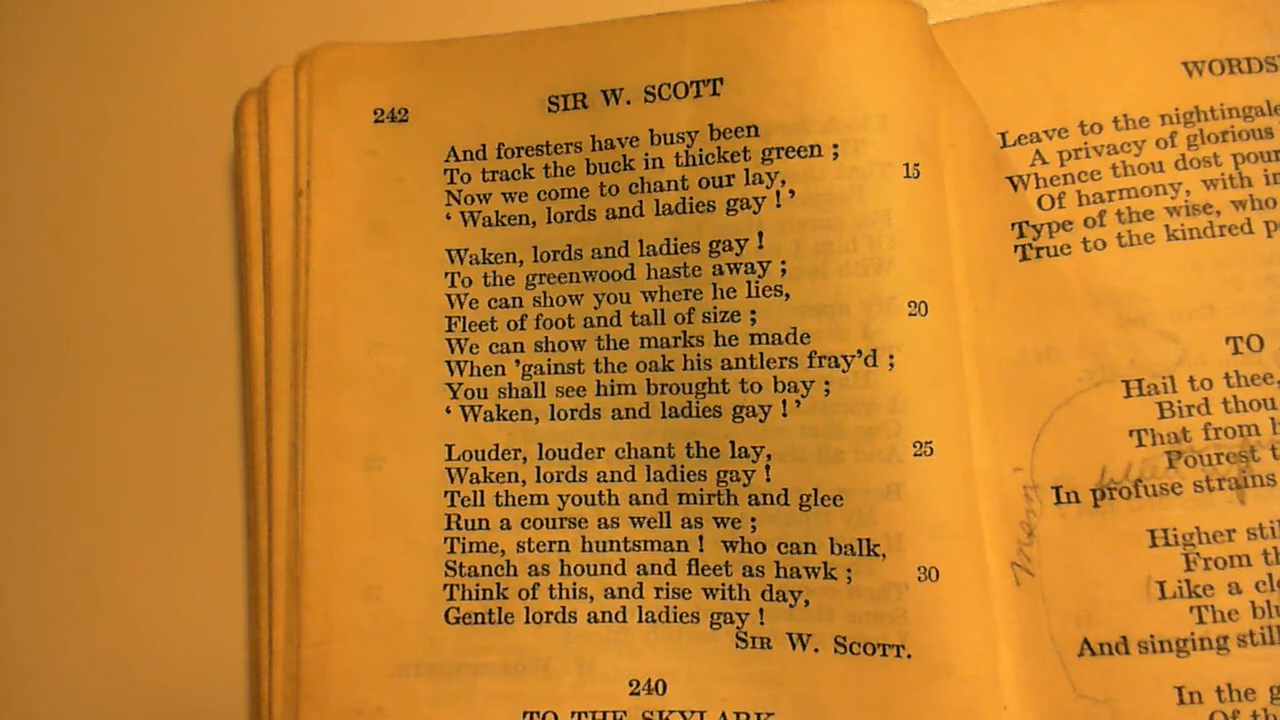 242
SIR W. SCOTT
And foresters have busy been
To track the buck in thicket green ;
Now we come to chant our lay, 15
‘ Waken, lords and ladies gay ! ’
Waken, lords and ladies gay !
To the greenwood haste away ;
We can show you where he lies,
Fleet of foot and tall of size ; 20
We can show the marks he made
When ’gainst the oak his antlers fray’d ;
You shall see him brought to bay ;
‘ Waken, lords and ladies gay ! ’
Louder, louder chant the lay, 25
Waken, lords and ladies gay !
Tell them youth and mirth and glee
Run a course as well as we ;
Time, stern huntsman ! who can balk,
Stanch as hound and fleet as hawk ; 30
Think of this, and rise with day,
Gentle lords and ladies gay !
SIR W. SCOTT.
240
TO THE SKYLARK
WORDS
Leave to the nightingale
A privacy of glorious
Whence thou dost pour
Of harmony, with
Type of the wise, who
True to the kindred
TO
Hail to thee,
Bird thou
That from
Pourest
In profuse strains
Higher
From
Like a
The
And singing
In the